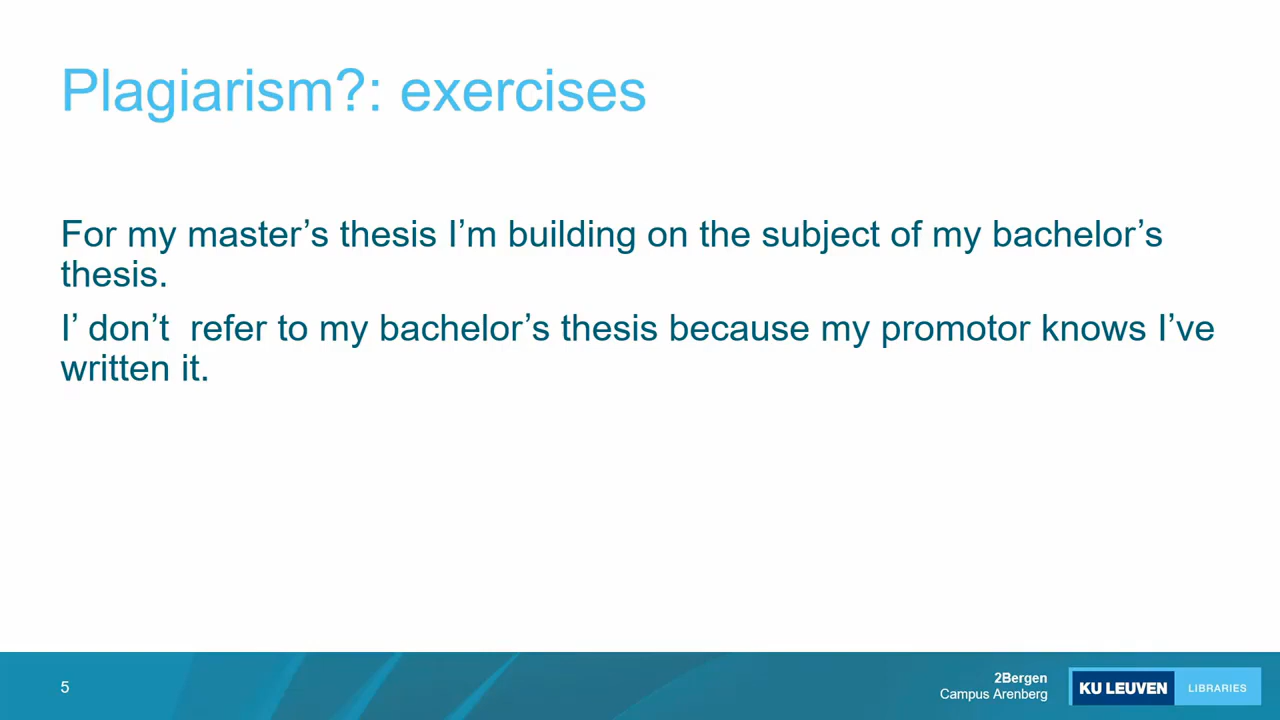 Plagiarism?: exercises
For my master’s thesis I’m building on the subject of my bachelor’s
thesis.
I’ don’t  refer to my bachelor’s thesis because my promotor knows I’ve
written it.
5
2Bergen
Campus Arenberg
KU LEUVEN
LIBRARIES